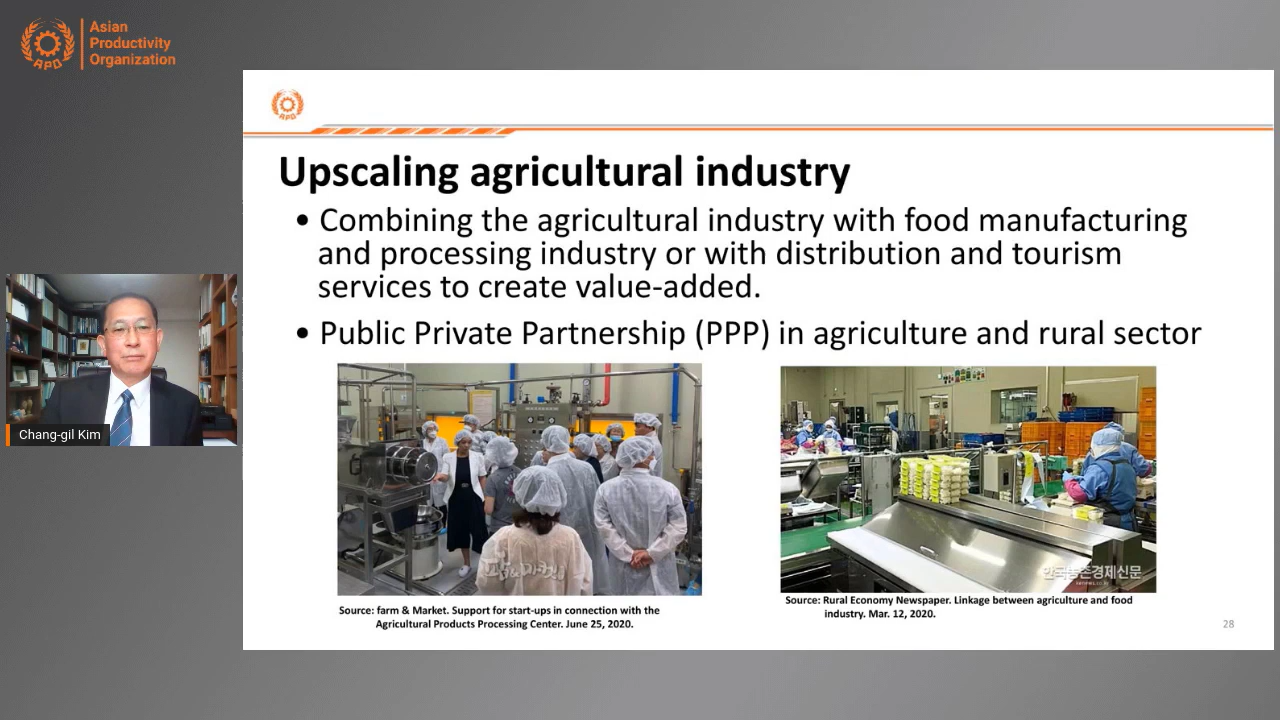 Asian
Productivity
Organization
APO
APO
Upscaling agricultural industry
• Combining the agricultural industry with food manufacturing
and processing industry or with distribution and tourism
services to create value-added.
• Public Private Partnership (PPP) in agriculture and rural sector
Chang-gil Kim
팜&마켓
한국농촌경제신문
Source: farm & Market. Support for start-ups in connection with the
Agricultural Products Processing Center. June 25, 2020.
Source: Rural Economy Newspaper. Linkage between agriculture and food
industry. Mar. 12, 2020.
28